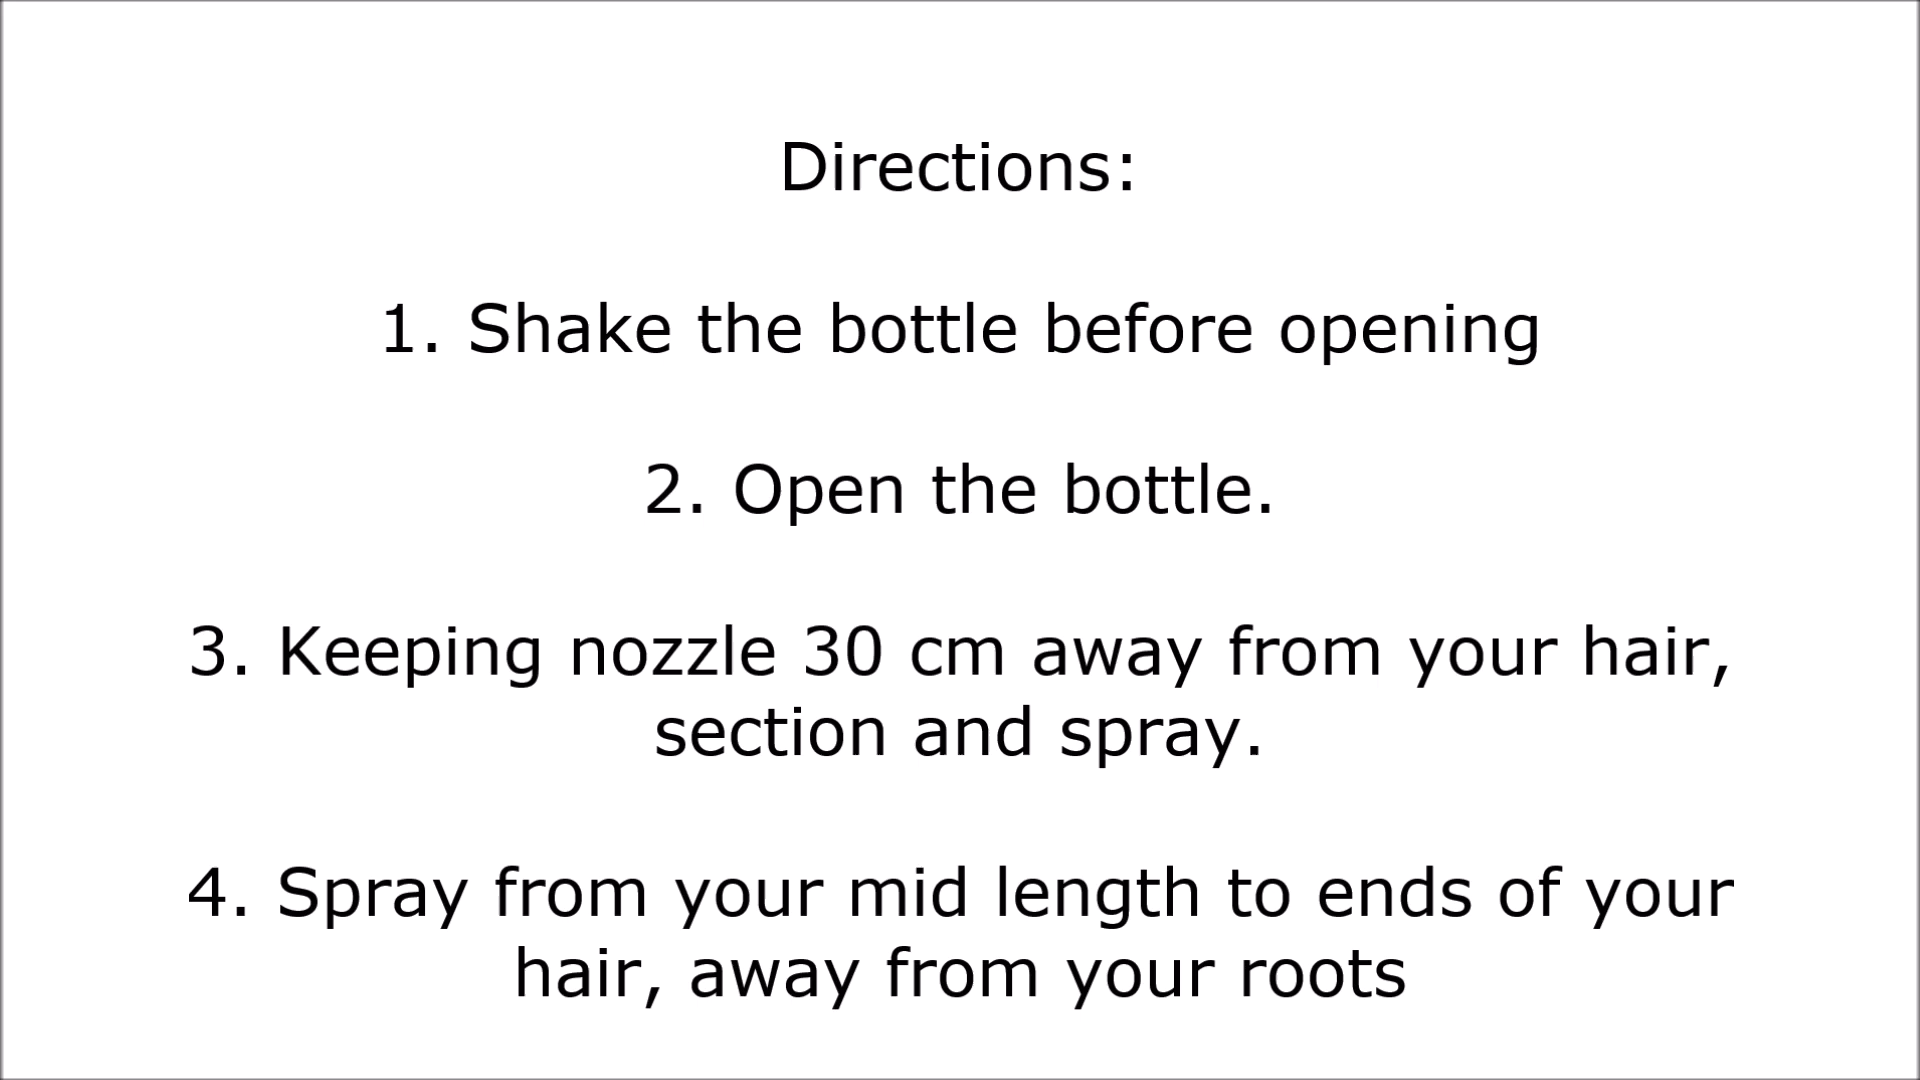 Directions:
1. Shake the bottle before opening
2. Open the bottle.
3. Keeping nozzle 30 cm away from your hair,
section and spray.
4. Spray from your mid length to ends of your
hair, away from your roots